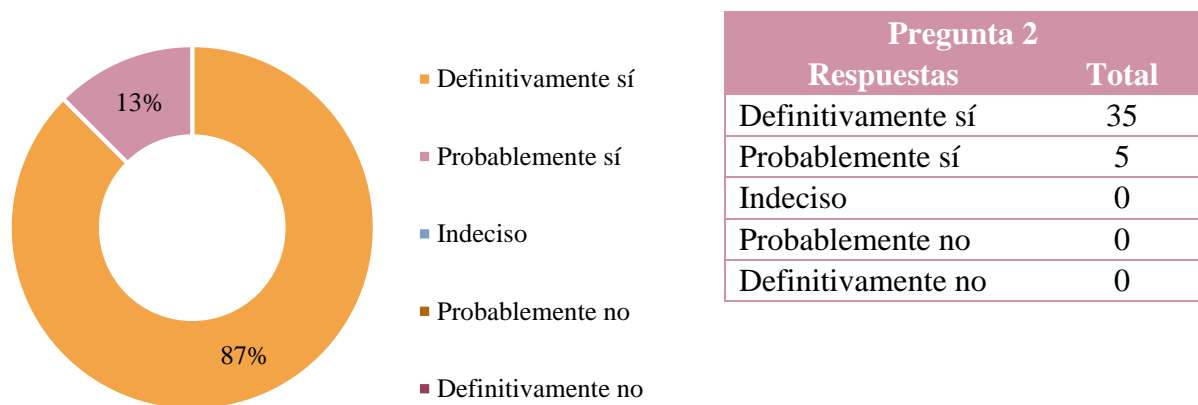 13%
87%
Definitivamente sí
Probablemente sí
Indeciso
Probablemente no
Definitivamente no
Pregunta 2
Respuestas Total
Definitivamente sí 35
Probablemente sí 5
Indeciso 0
Probablemente no 0
Definitivamente no 0